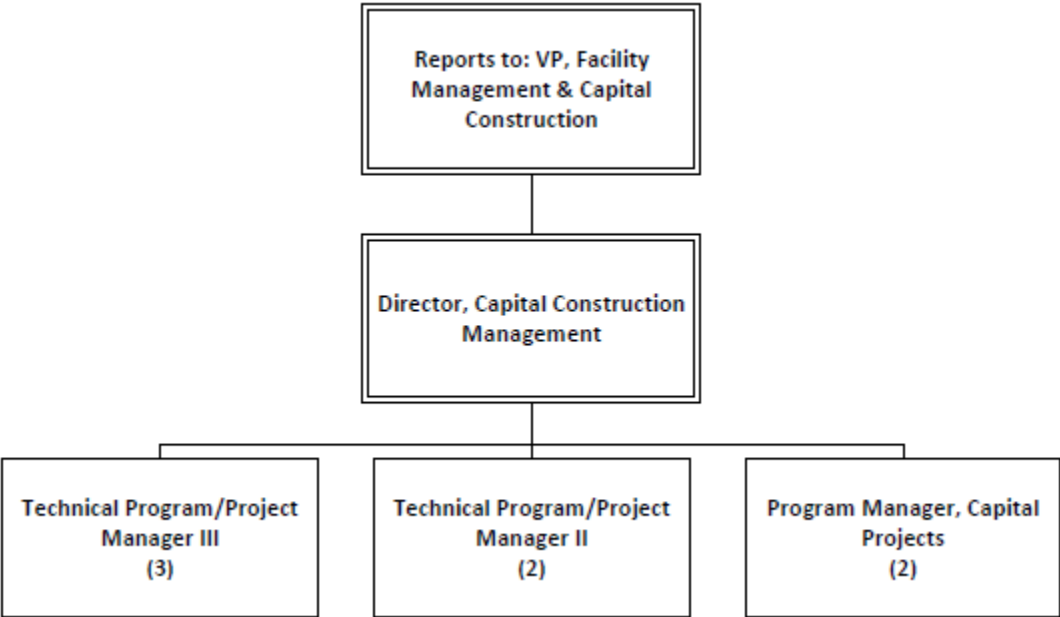 Reports to: VP, Facility
Management & Capital
Construction
Director, Capital Construction
Management
Technical Program/Project
Manager III
(3)
Technical Program/Project
Manager II
(2)
Program Manager, Capital
Projects
(2)